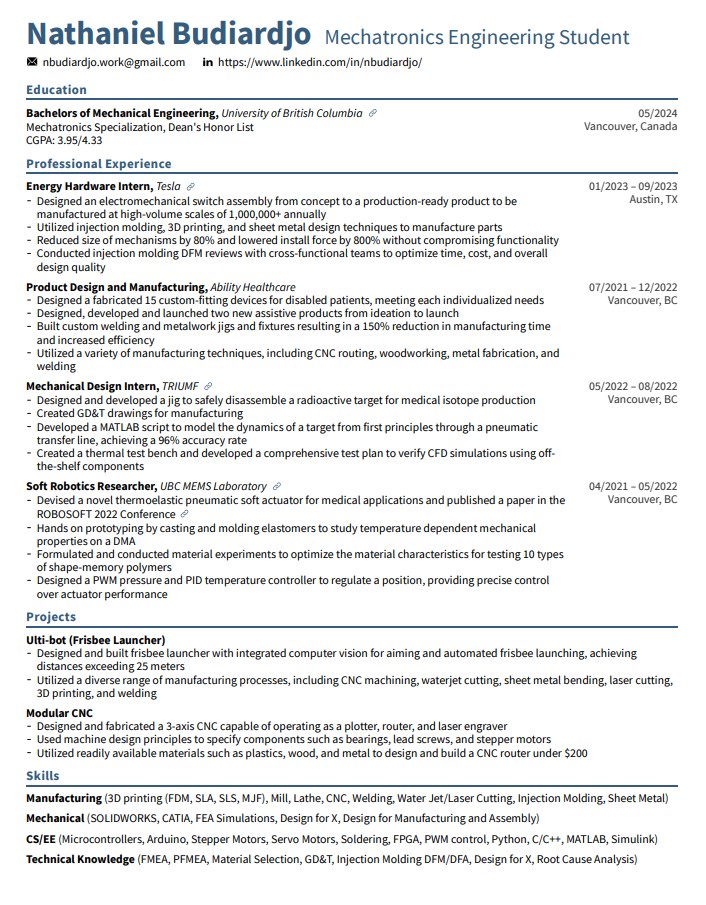 Nathaniel Budiardjo Mechatronics Engineering Student
nbudiardjo.work@gmail.com https://www.linkedin.com/in/nbudiardjo/
Education
Bachelors of Mechanical Engineering, University of British Columbia 05/2024
Mechatronics Specialization, Dean's Honor List Vancouver, Canada
CGPA: 3.95/4.33
Professional Experience
Energy Hardware Intern, Tesla 01/2023 – 09/2023
- Designed an electromechanical switch assembly from concept to a production-ready product to be Austin, TX
manufactured at high-volume scales of 1,000,000+ annually
- Utilized injection molding, 3D printing, and sheet metal design techniques to manufacture parts
- Reduced size of mechanisms by 80% and lowered install force by 800% without compromising functionality
- Conducted injection molding DFM reviews with cross-functional teams to optimize time, cost, and overall
design quality
Product Design and Manufacturing, Ability Healthcare 07/2021 – 12/2022
- Designed a fabricated 15 custom-fitting devices for disabled patients, meeting each individualized needs Vancouver, BC
- Designed, developed and launched two new assistive products from ideation to launch
- Built custom welding and metalwork jigs and fixtures resulting in a 150% reduction in manufacturing time
and increased efficiency
- Utilized a variety of manufacturing techniques, including CNC routing, woodworking, metal fabrication, and
welding
Mechanical Design Intern, TRIUMF 05/2022 – 08/2022
- Designed and developed a jig to safely disassemble a radioactive target for medical isotope production Vancouver, BC
- Created GD&T drawings for manufacturing
- Developed a MATLAB script to model the dynamics of a target from first principles through a pneumatic
transfer line, achieving a 96% accuracy rate
- Created a thermal test bench and developed a comprehensive test plan to verify CFD simulations using off-
the-shelf components
Soft Robotics Researcher, UBC MEMS Laboratory 04/2021 – 05/2022
- Devised a novel thermoelastic pneumatic soft actuator for medical applications and published a paper in the Vancouver, BC
ROBOSOFT 2022 Conference
- Hands on prototyping by casting and molding elastomers to study temperature dependent mechanical
properties on a DMA
- Formulated and conducted material experiments to optimize the material characteristics for testing 10 types
of shape-memory polymers
- Designed a PWM pressure and PID temperature controller to regulate a position, providing precise control
over actuator performance
Projects
Ulti-bot (Frisbee Launcher)
- Designed and built frisbee launcher with integrated computer vision for aiming and automated frisbee launching, achieving
distances exceeding 25 meters
- Utilized a diverse range of manufacturing processes, including CNC machining, waterjet cutting, sheet metal bending, laser cutting,
3D printing, and welding
Modular CNC
- Designed and fabricated a 3-axis CNC capable of operating as a plotter, router, and laser engraver
- Used machine design principles to specify components such as bearings, lead screws, and stepper motors
- Utilized readily available materials such as plastics, wood, and metal to design and build a CNC router under $200
Skills
Manufacturing (3D printing (FDM, SLA, SLS, MJF), Mill, Lathe, CNC, Welding, Water Jet/Laser Cutting, Injection Molding, Sheet Metal)
Mechanical (SOLIDWORKS, CATIA, FEA Simulations, Design for X, Design for Manufacturing and Assembly)
CS/EE (Microcontrollers, Arduino, Stepper Motors, Servo Motors, Soldering, FPGA, PWM control, Python, C/C++, MATLAB, Simulink)
Technical Knowledge (FMEA, PFMEA, Material Selection, GD&T, Injection Molding DFM/DFA, Design for X, Root Cause Analysis)